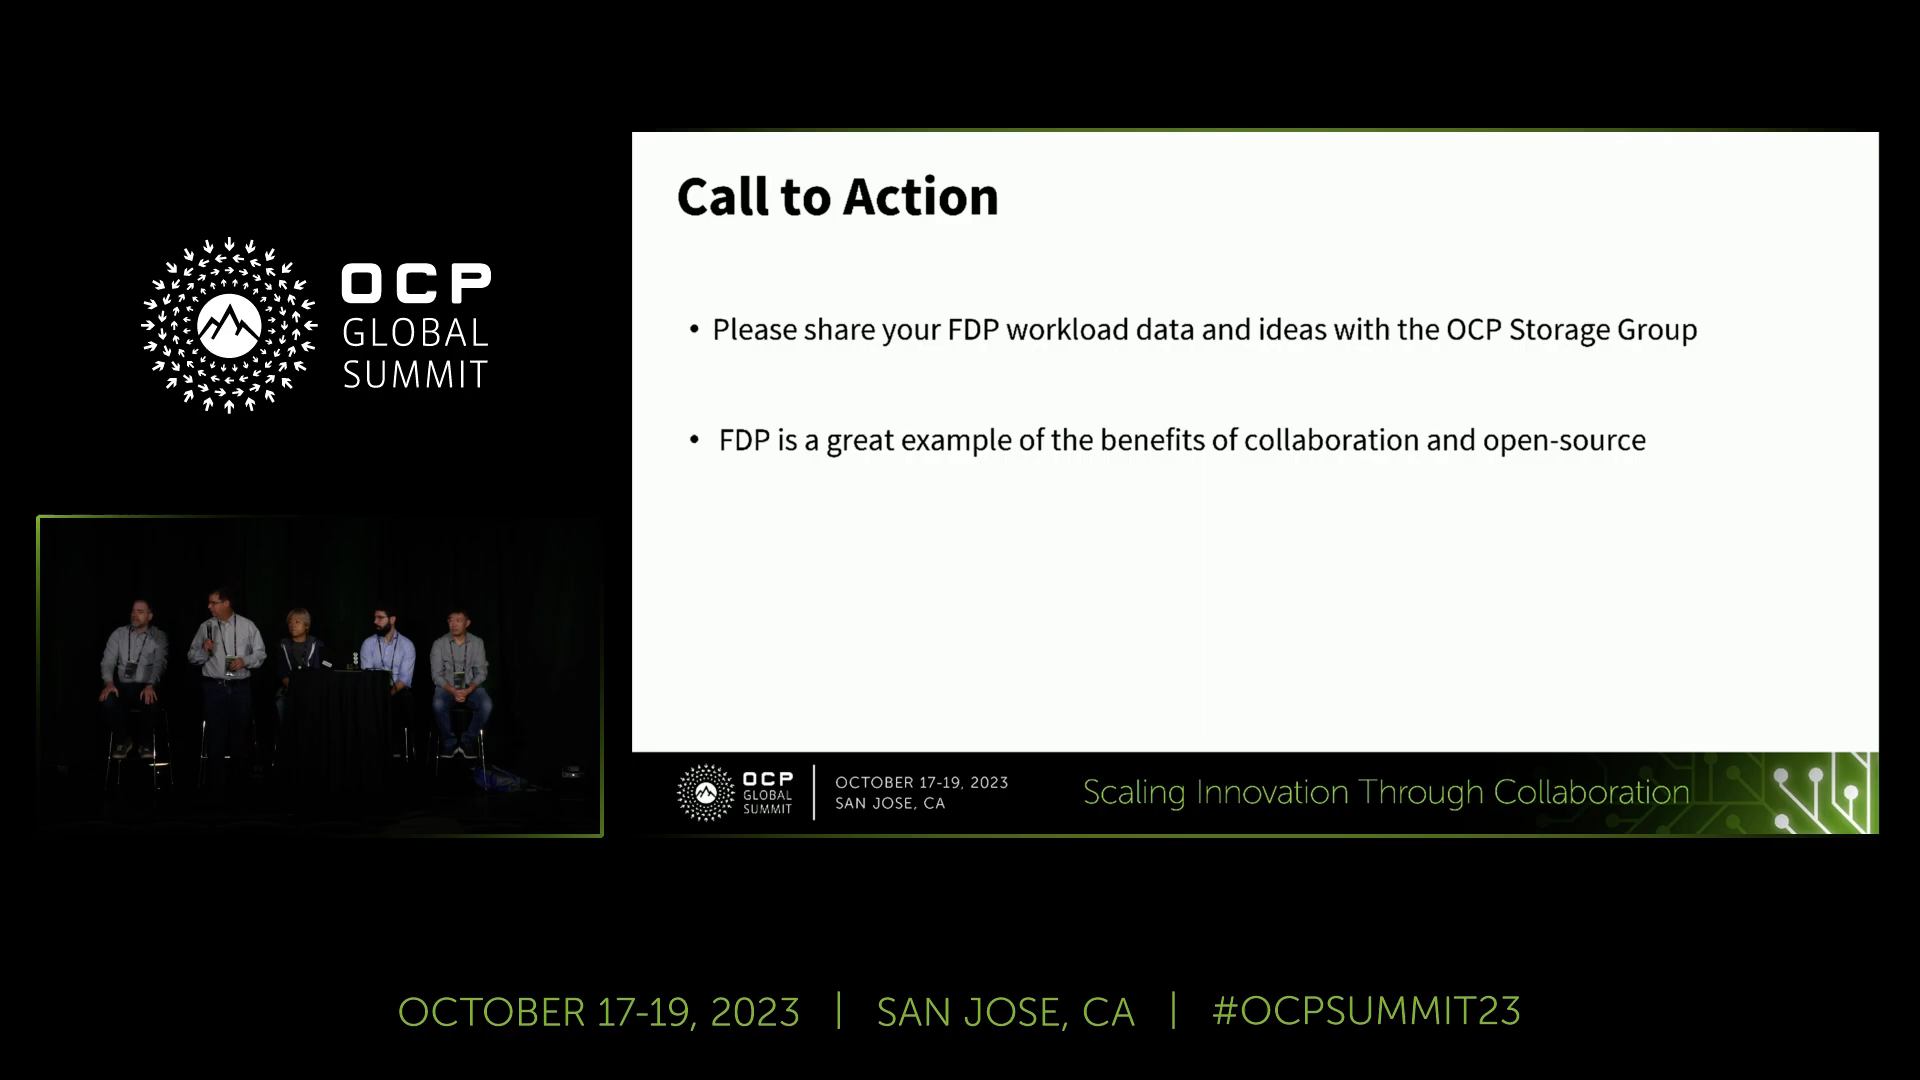 OCP
GLOBAL
SUMMIT
Call to Action
• Please share your FDP workload data and ideas with the OCP Storage Group
• FDP is a great example of the benefits of collaboration and open-source
OCP
GLOBAL
SUMMIT
OCTOBER 17-19, 2023
SAN JOSE, CA
Scaling Innovation Through Collaboration
OCTOBER 17-19, 2023 | SAN JOSE, CA | #OCPSUMMIT23